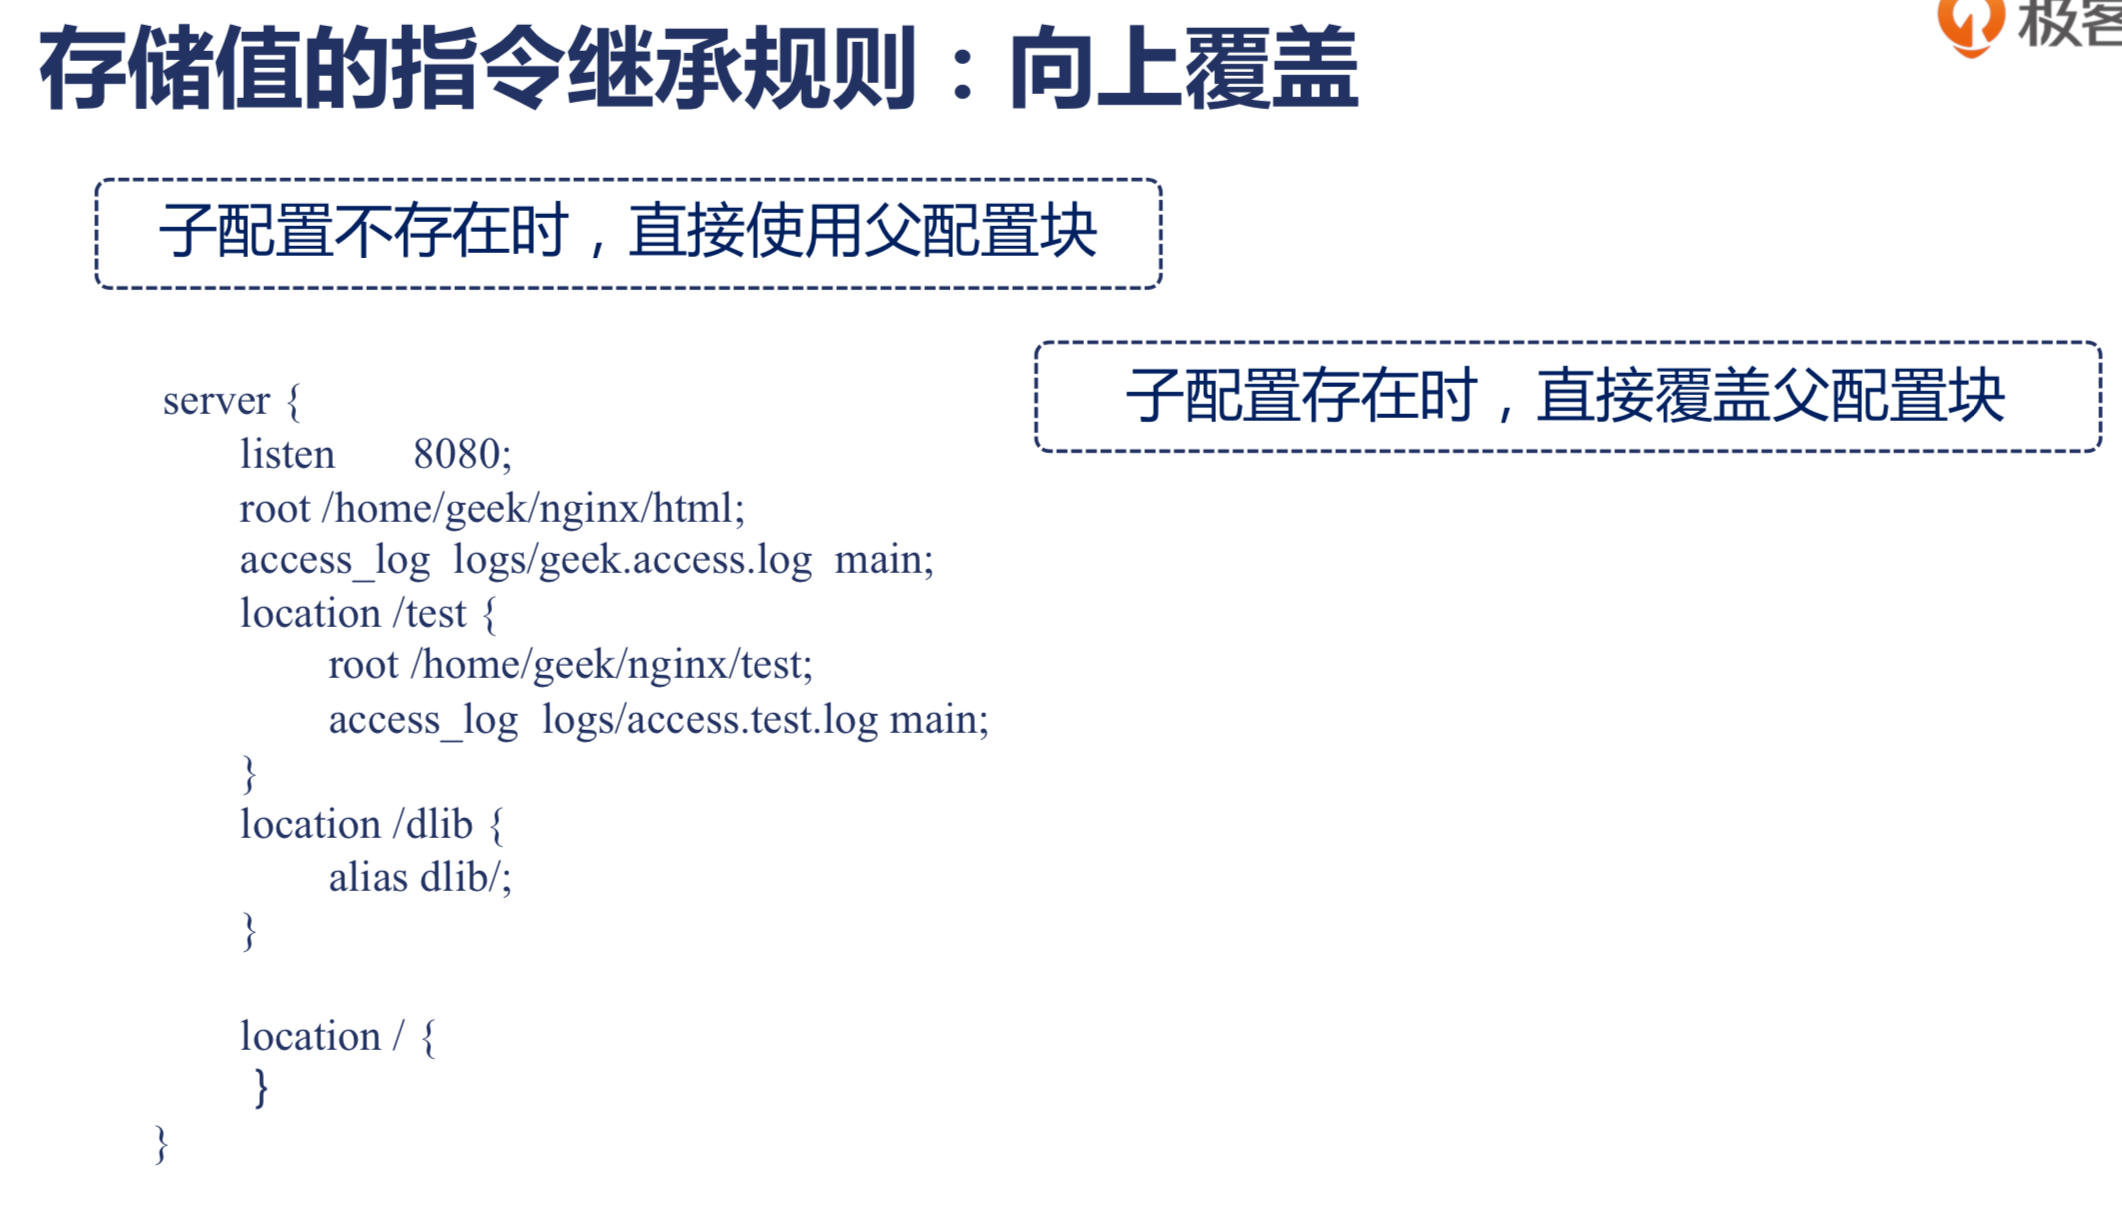 极客
存储值的指令继承规则：向上覆盖
子配置不存在时，直接使用父配置块
子配置存在时，直接覆盖父配置块
server {
listen 8080;
root /home/geek/nginx/html;
access_log logs/geek.access.log main;
location /test {
root /home/geek/nginx/test;
access_log logs/access.test.log main;
}
location /dlib {
alias dlib/;
}
location / {
}
}